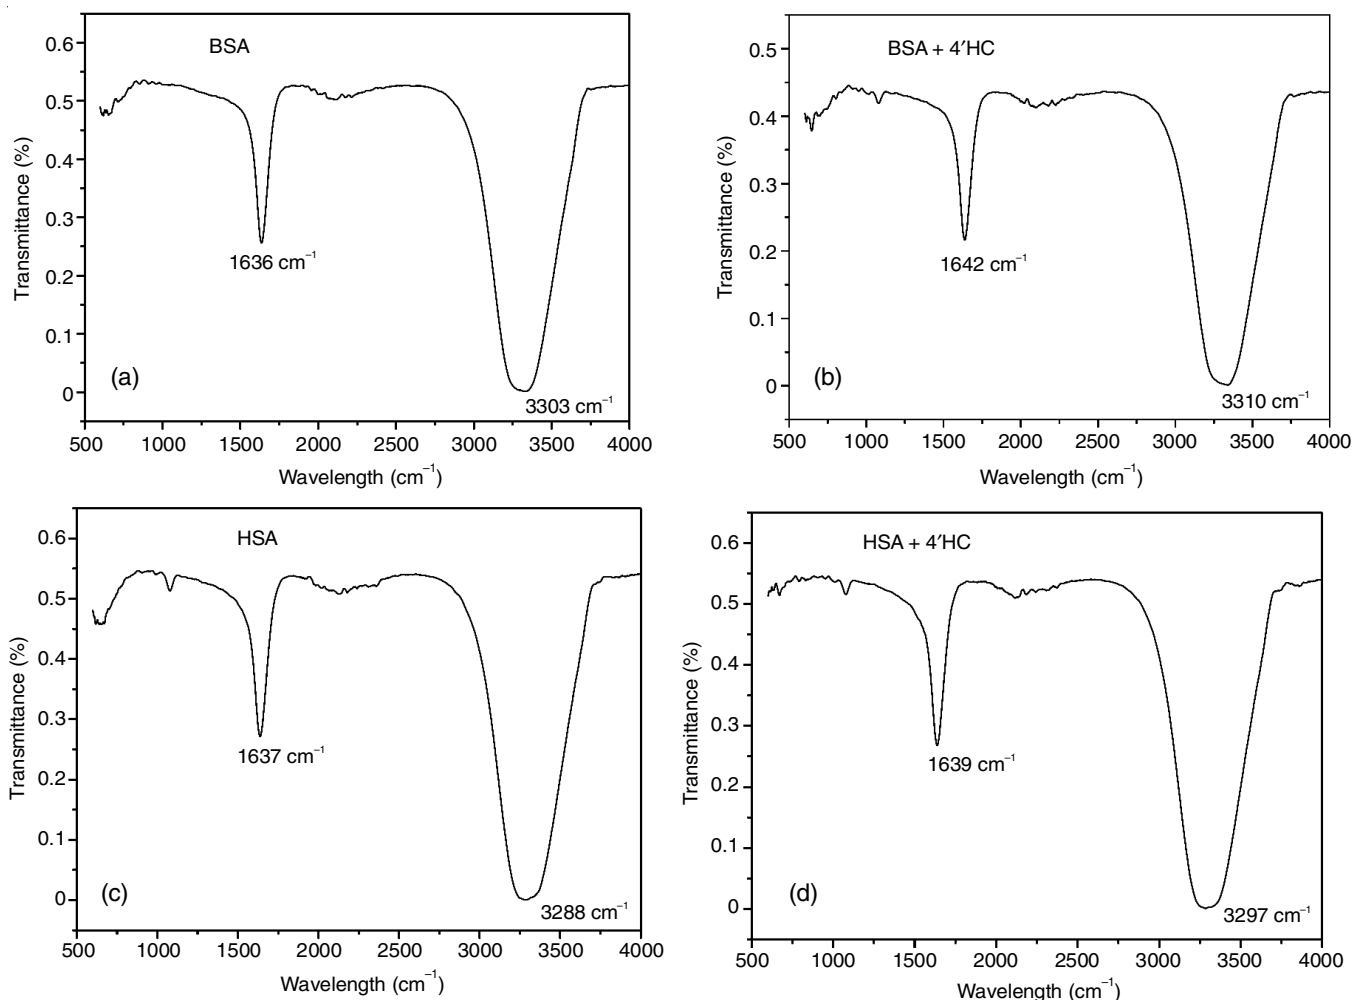 BSA
0.6
0.5
0.4
0.3
0.2
0.1
0
Transmittance (%)
1636 cm⁻¹
(a)
3303 cm⁻¹
500 1000 1500 2000 2500 3000 3500 4000
Wavelength (cm⁻¹)
BSA + 4′HC
0.5
0.4
0.3
0.2
0.1
0
Transmittance (%)
1642 cm⁻¹
(b)
3310 cm⁻¹
500 1000 1500 2000 2500 3000 3500 4000
Wavelength (cm⁻¹)
HSA
0.6
0.5
0.4
0.3
0.2
0.1
0
Transmittance (%)
1637 cm⁻¹
(c)
3288 cm⁻¹
500 1000 1500 2000 2500 3000 3500 4000
Wavelength (cm⁻¹)
HSA + 4′HC
0.6
0.5
0.4
0.3
0.2
0.1
0
Transmittance (%)
1639 cm⁻¹
(d)
3297 cm⁻¹
500 1000 1500 2000 2500 3000 3500 4000
Wavelength (cm⁻¹)